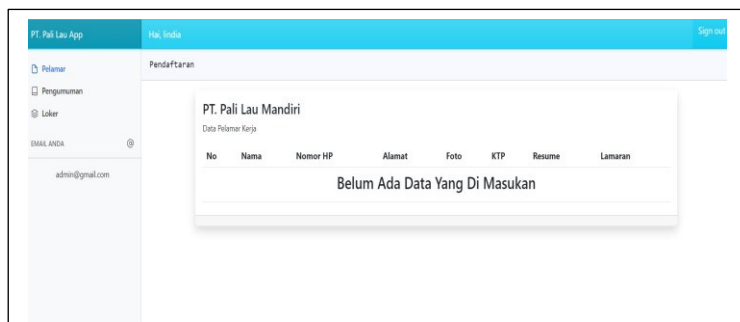 PT. Pali Lau App
Hai, lindia
Sign out
Pelamar
Pengumuman
Loker
EMAIL ANDA @
admin@gmail.com
Pendaftaran
PT. Pali Lau Mandiri
Data Pelamar Kerja
No Nama Nomor HP Alamat Foto KTP Resume Lamaran
Belum Ada Data Yang Di Masukan